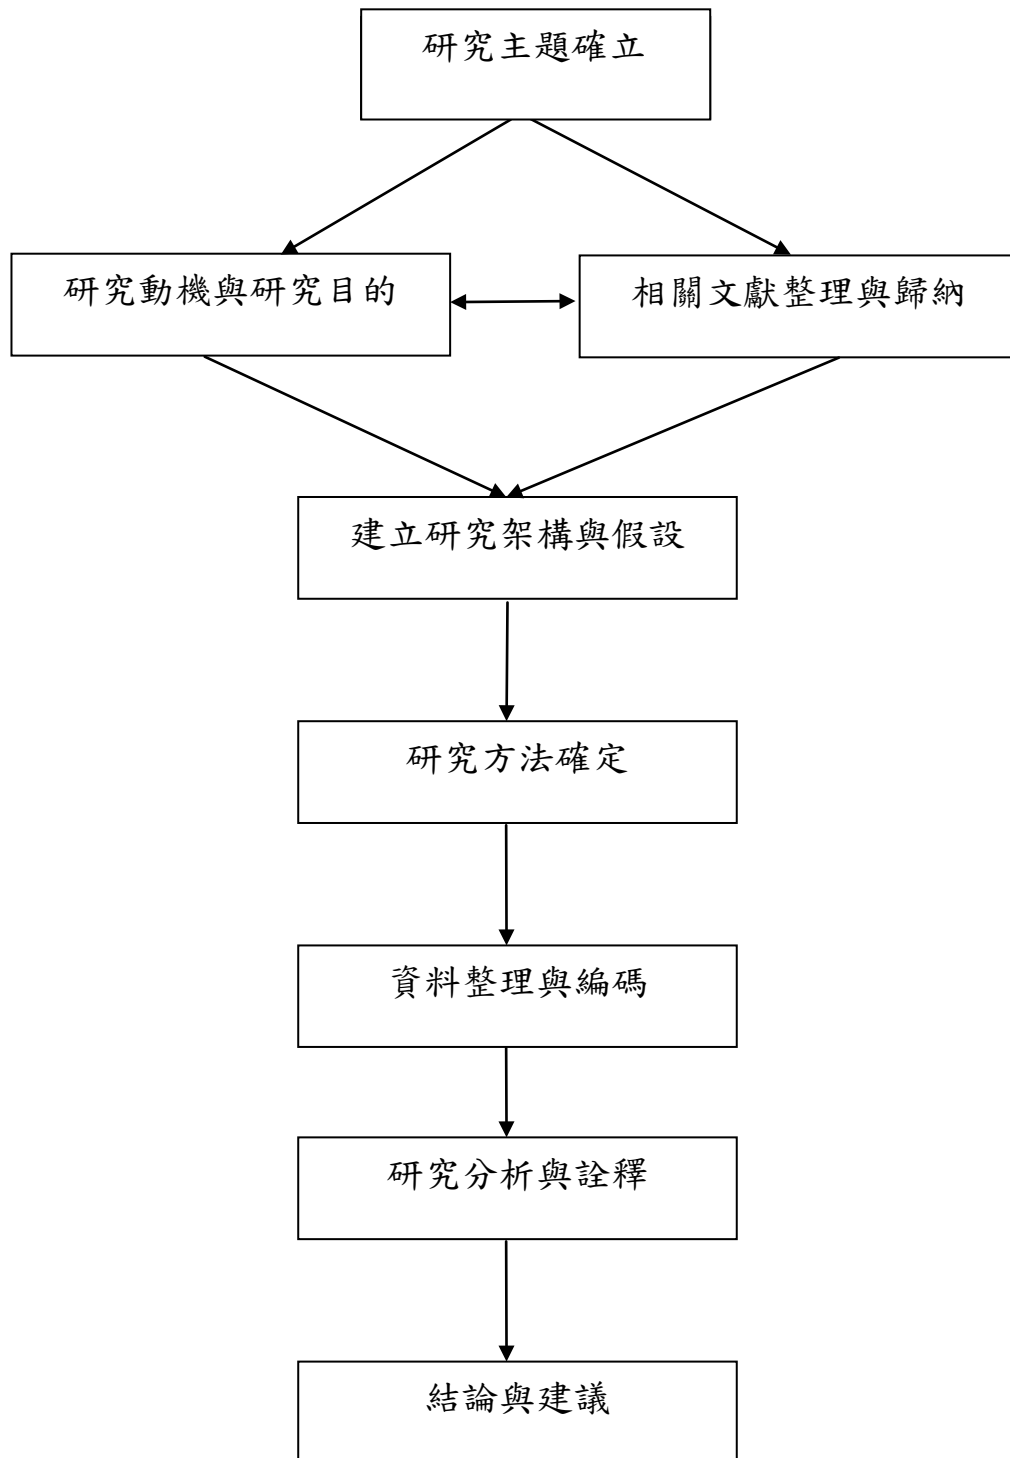 研究主題確立
研究動機與研究目的
相關文獻整理與歸納
建立研究架構與假設
研究方法確定
資料整理與編碼
研究分析與詮釋
結論與建議